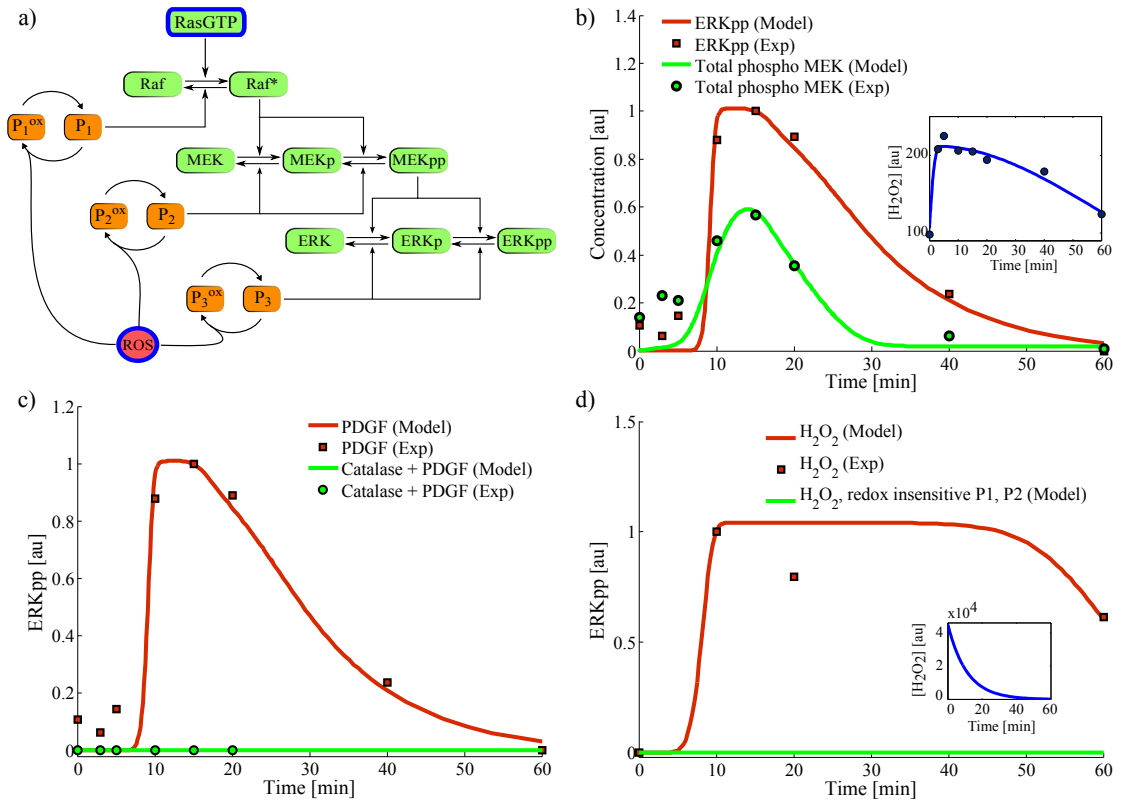 a)
RasGTP
Raf
Raf*
P₁ᵒˣ
P₁
MEK
MEKp
MEKpp
P₂ᵒˣ
P₂
ERK
ERKp
ERKpp
P₃ᵒˣ
P₃
ROS
b)
ERKpp (Model)
ERKpp (Exp)
Total phospho MEK (Model)
Total phospho MEK (Exp)
Concentration [au]
1.4
1.2
1
0.8
0.6
0.4
0.2
0
0 10 20 30 40 50 60
Time [min]
[H₂O₂] [au]
200
100
0 10 20 40 60
Time [min]
c)
PDGF (Model)
PDGF (Exp)
Catalase + PDGF (Model)
Catalase + PDGF (Exp)
ERKpp [au]
1.2
1
0.8
0.6
0.4
0.2
0
0 10 20 30 40 50 60
Time [min]
d)
H₂O₂ (Model)
H₂O₂ (Exp)
H₂O₂, redox insensitive P1, P2 (Model)
ERKpp [au]
1.5
1
0.5
0
0 10 20 30 40 50 60
Time [min]
x10⁴
[H₂O₂] [au]
4
2
0
0 20 40 60
Time [min]